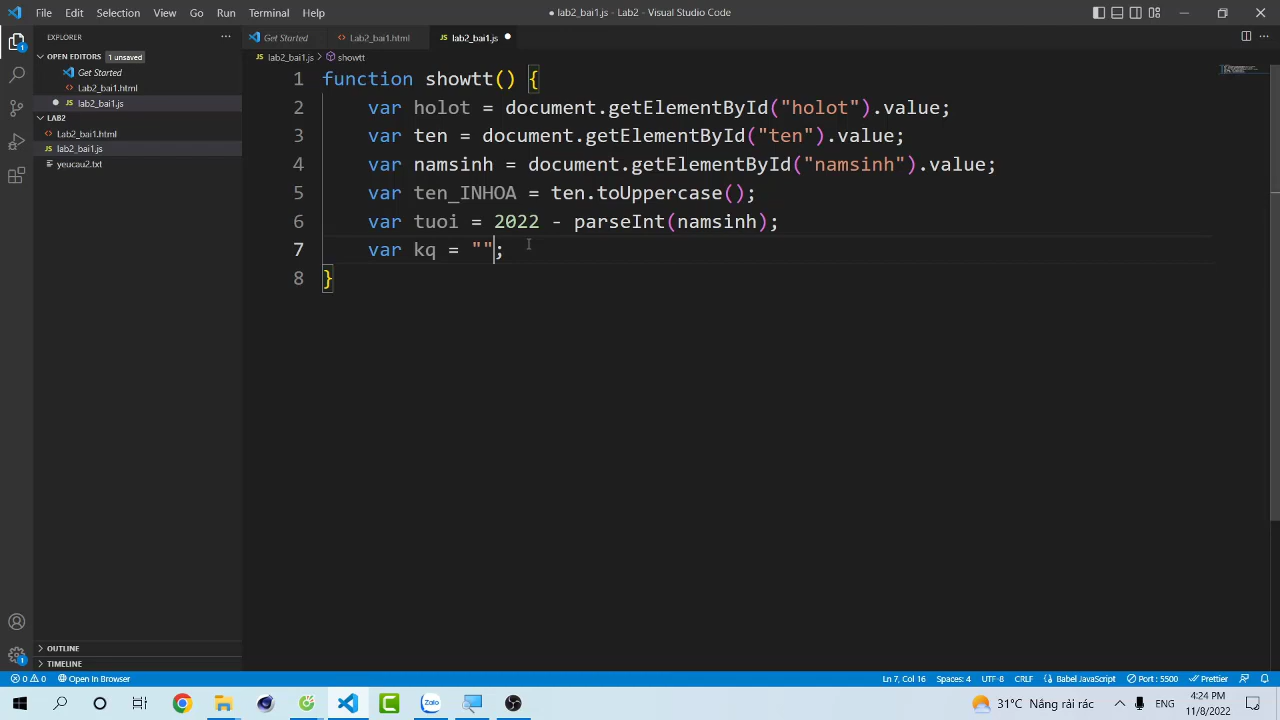 File Edit Selection View Go Run Terminal Help
● lab2_bai1.js - Lab2 - Visual Studio Code
EXPLORER
Get Started
Lab2_bai1.html
lab2_bai1.js
lab2_bai1.js > showtt
OPEN EDITORS 1 unsaved
Get Started
Lab2_bai1.html
lab2_bai1.js
LAB2
Lab2_bai1.html
lab2_bai1.js
yeucau2.txt
1 function showtt() {
2 var holot = document.getElementById("holot").value;
3 var ten = document.getElementById("ten").value;
4 var namsinh = document.getElementById("namsinh").value;
5 var ten_INHOA = ten.toUppercase();
6 var tuoi = 2022 - parseInt(namsinh);
7 var kq = "";
8 }
OUTLINE
TIMELINE
0 0 Open In Browser
Ln 7, Col 16 Spaces: 4 UTF-8 CRLF Babel JavaScript Port : 5500 Prettier
31°C Nắng rải rác
ENG
4:24 PM
11/8/2022